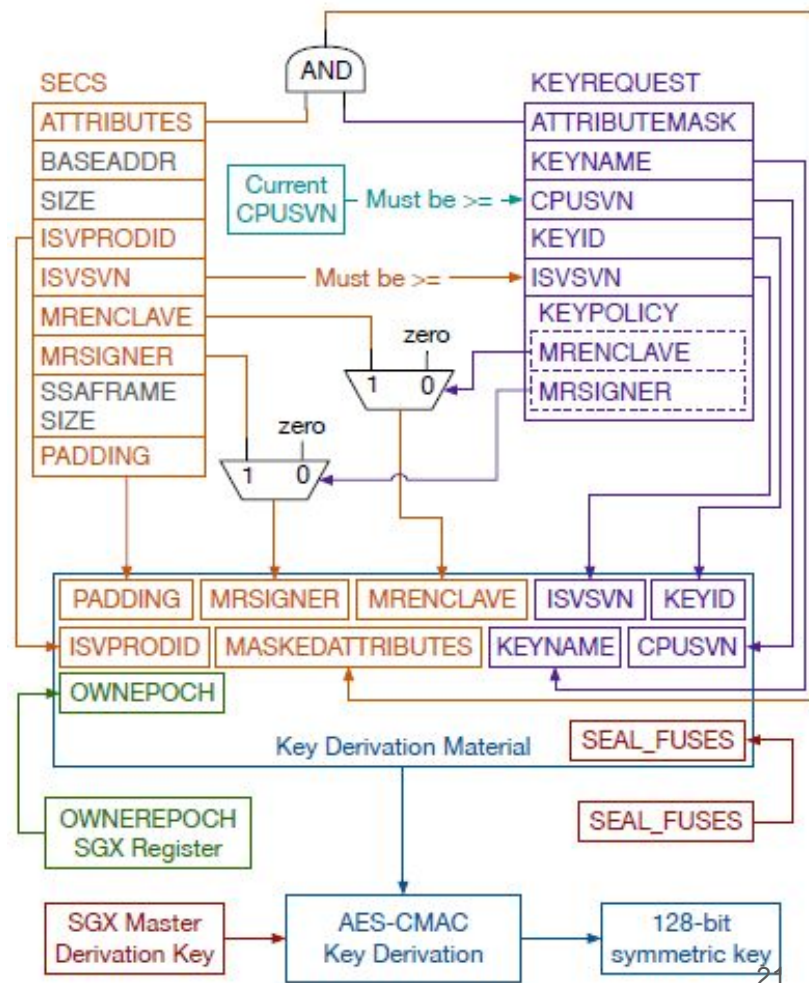 AND
SECS
KEYREQUEST
ATTRIBUTES
ATTRIBUTEMASK
BASEADDR
KEYNAME
SIZE
Current
CPUSVN
Must be >=
CPUSVN
ISVPRODID
KEYID
ISVSVN
Must be >=
ISVSVN
MRENCLAVE
KEYPOLICY
zero
MRENCLAVE
MRSIGNER
1 0
MRSIGNER
SSAFRAME
SIZE
zero
PADDING
1 0
PADDING
MRSIGNER
MRENCLAVE
ISVSVN
KEYID
ISVPRODID
MASKEDATTRIBUTES
KEYNAME
CPUSVN
OWNEPOCH
Key Derivation Material
SEAL_FUSES
OWNEREPOCH
SGX Register
SEAL_FUSES
SGX Master
Derivation Key
AES-CMAC
Key Derivation
128-bit
symmetric key